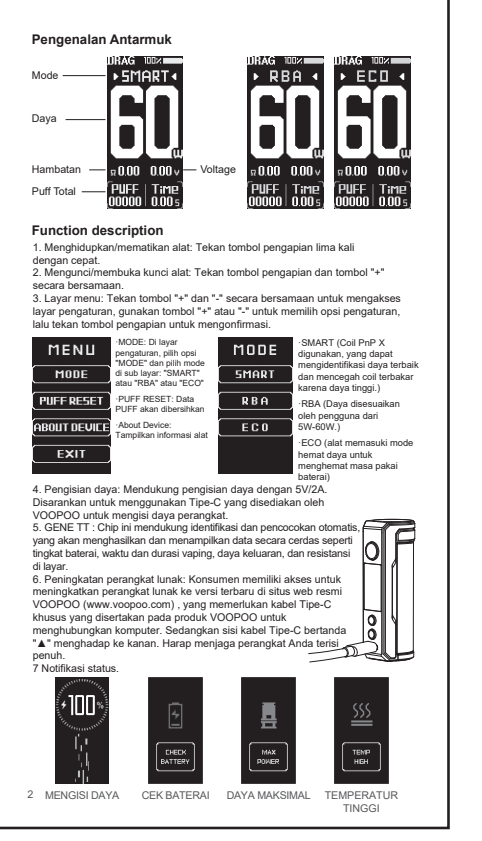 Pengenalan Antarmuk
DRAG 100%
DRAG 100%
DRAG 100%
Mode
SMART
RBA
ECO
Daya
60W
60W
60W
Hambatan
Ω0.00 0.00v
Voltage
Ω0.00 0.00v
Ω0.00 0.00v
Puff Total
PUFF TiME
00000 0.00s
PUFF TiME
00000 0.00s
PUFF TiME
00000 0.00s
Function description
1. Menghidupkan/mematikan alat: Tekan tombol pengapian lima kali
dengan cepat.
2. Mengunci/membuka kunci alat: Tekan tombol pengapian dan tombol "+"
secara bersamaan.
3. Layar menu: Tekan tombol "+" dan "-" secara bersamaan untuk mengakses
layar pengaturan, gunakan tombol "+" atau "-" untuk memilih opsi pengaturan,
lalu tekan tombol pengapian untuk mengonfirmasi.
MENU
MODE
PUFF RESET
ABOUT DEVICE
EXIT
·MODE: Di layar
pengaturan, pilih opsi
"MODE" dan pilih mode
di sub layar: "SMART"
atau "RBA" atau "ECO"
·PUFF RESET: Data
PUFF akan dibersihkan
·About Device:
Tampilkan informasi alat
MODE
SMART
RBA
ECO
·SMART (Coil PnP X
digunakan, yang dapat
mengidentifikasi daya terbaik
dan mencegah coil terbakar
karena daya tinggi.)
·RBA (Daya disesuaikan
oleh pengguna dari
5W-60W.)
·ECO (alat memasuki mode
hemat daya untuk
menghemat masa pakai
baterai)
4. Pengisian daya: Mendukung pengisian daya dengan 5V/2A.
Disarankan untuk menggunakan Tipe-C yang disediakan oleh
VOOPOO untuk mengisi daya perangkat.
5. GENE TT : Chip ini mendukung identifikasi dan pencocokan otomatis,
yang akan menghasilkan dan menampilkan data secara cerdas seperti
tingkat baterai, waktu dan durasi vaping, daya keluaran, dan resistansi
di layar.
6. Peningkatan perangkat lunak: Konsumen memiliki akses untuk
meningkatkan perangkat lunak ke versi terbaru di situs web resmi
VOOPOO (www.voopoo.com) , yang memerlukan kabel Tipe-C
khusus yang disertakan pada produk VOOPOO untuk
menghubungkan komputer. Sedangkan sisi kabel Tipe-C bertanda
"▲" menghadap ke kanan. Harap menjaga perangkat Anda terisi
penuh.
7 Notifikasi status.
100%
CHECK
BATTERY
MAX
POWER
TEMP
HIGH
MENGISI DAYA
CEK BATERAI
DAYA MAKSIMAL
TEMPERATUR
TINGGI
2